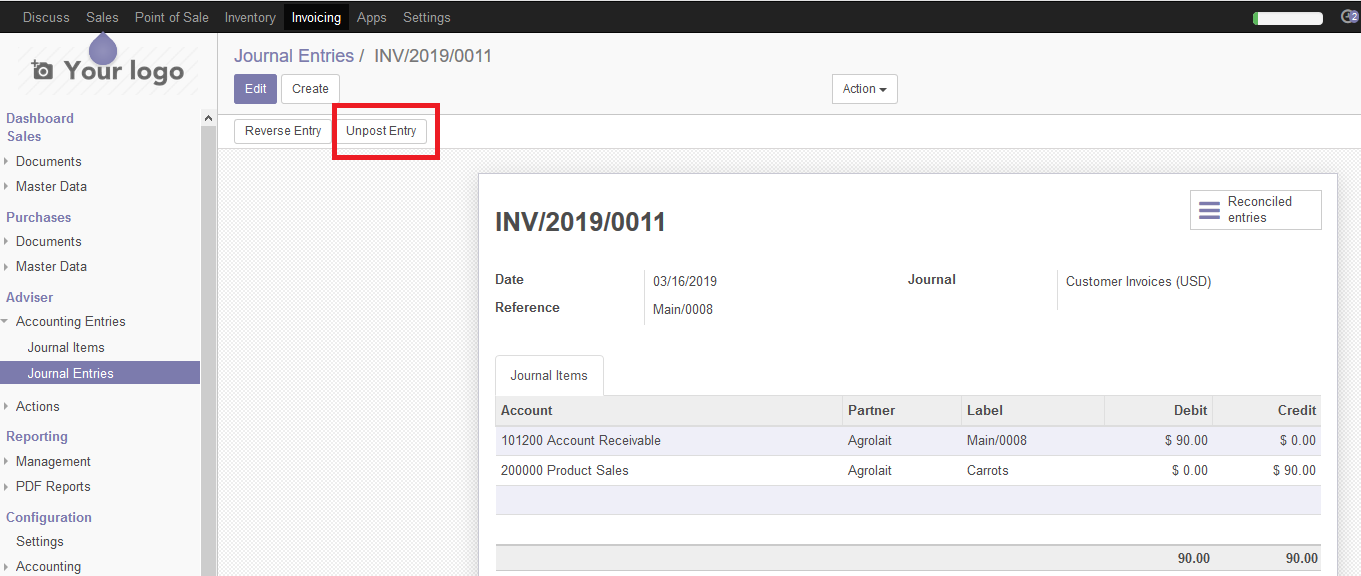 Discuss Sales Point of Sale Inventory Invoicing Apps Settings 2
Your logo
Journal Entries / INV/2019/0011
Edit Create Action
Reverse Entry Unpost Entry
Dashboard
Sales
Documents
Master Data
Purchases
Documents
Master Data
Adviser
Accounting Entries
Journal Items
Journal Entries
Actions
Reporting
Management
PDF Reports
Configuration
Settings
Accounting
Reconciled
entries
INV/2019/0011
Date 03/16/2019 Journal Customer Invoices (USD)
Reference Main/0008
Journal Items
Account Partner Label Debit Credit
101200 Account Receivable Agrolait Main/0008 $ 90.00 $ 0.00
200000 Product Sales Agrolait Carrots $ 0.00 $ 90.00
90.00 90.00